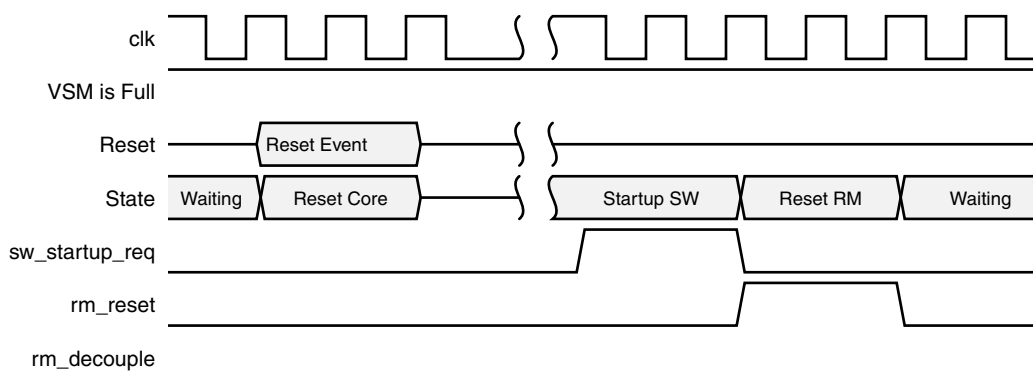 clk
VSM is Full
Reset Reset Event
State Waiting Reset Core Startup SW Reset RM Waiting
sw_startup_req
rm_reset
rm_decouple